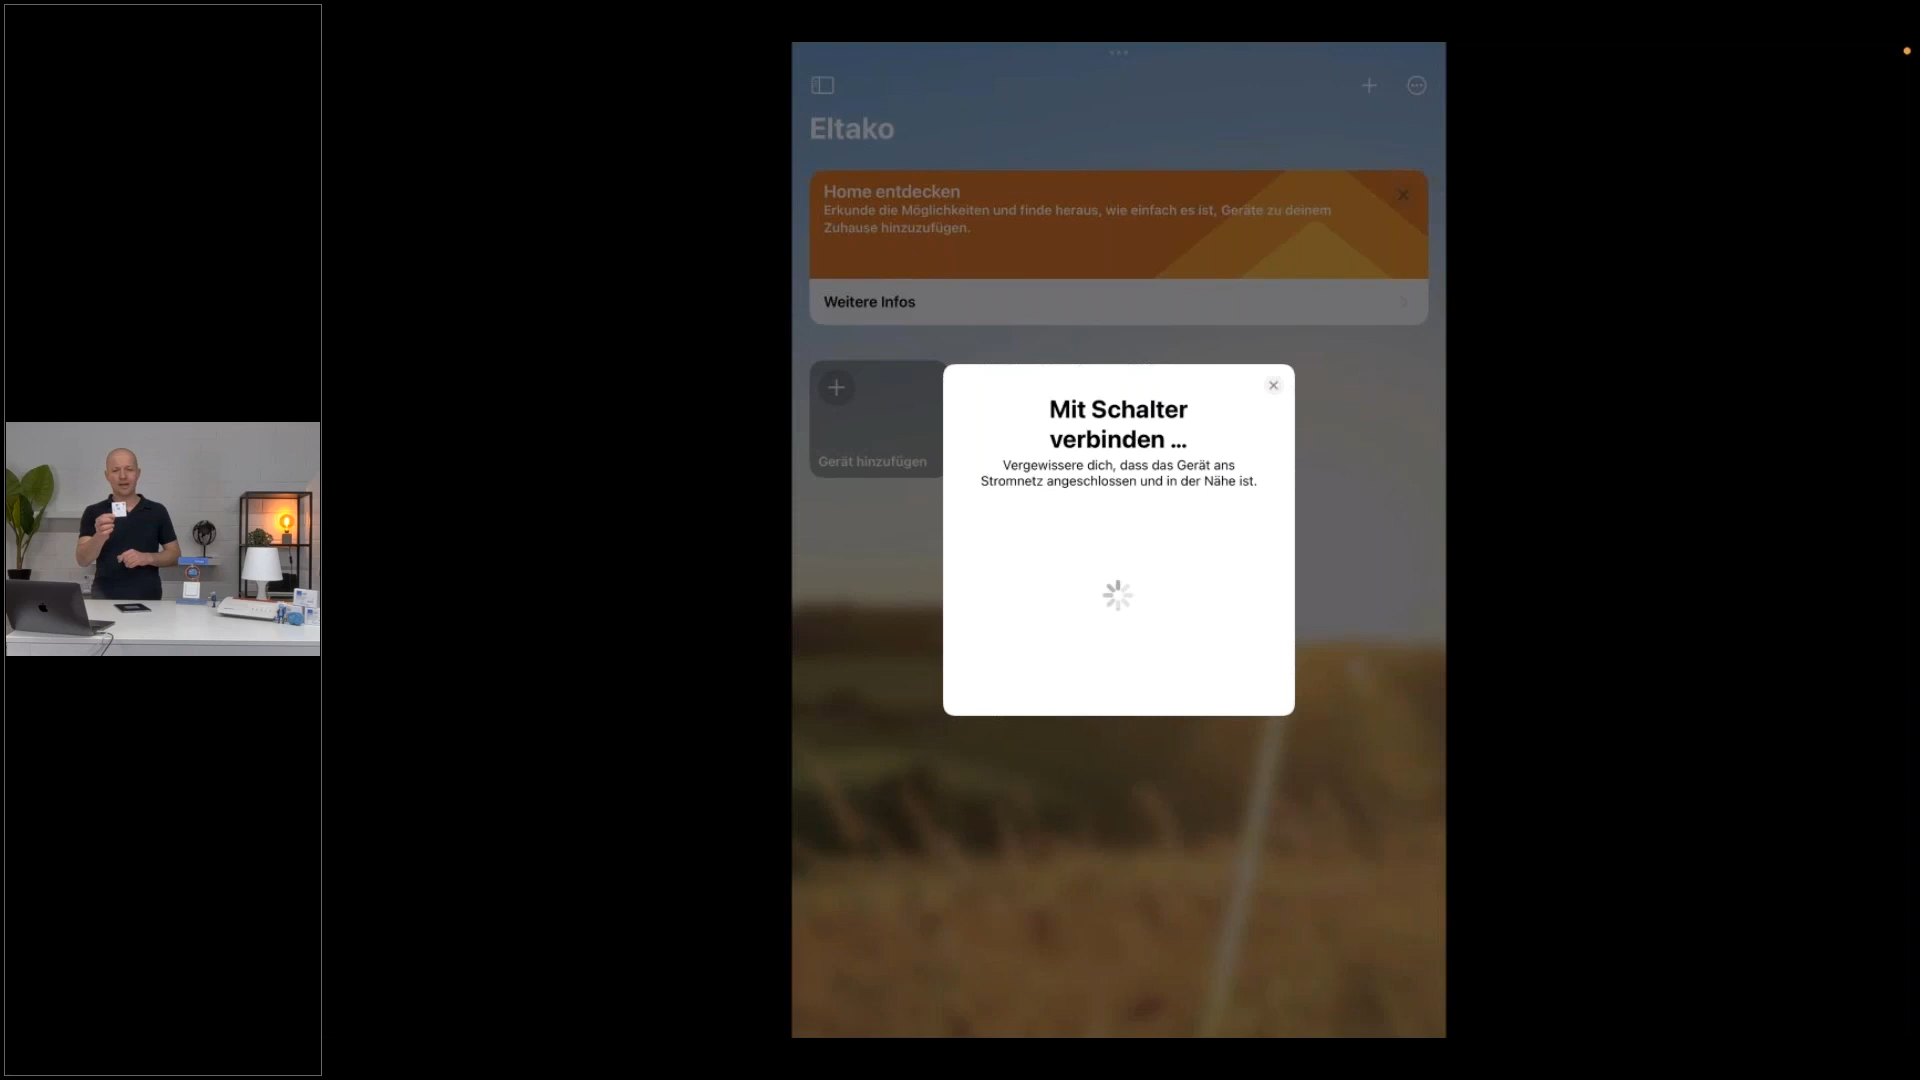 Eltako
Home entdecken
Erkunde die Möglichkeiten und finde heraus, wie einfach es ist, Geräte zu deinem
Zuhause hinzuzufügen.
Weitere Infos
Gerät hinzufügen
Mit Schalter
verbinden ...
Vergewissere dich, dass das Gerät ans
Stromnetz angeschlossen und in der Nähe ist.